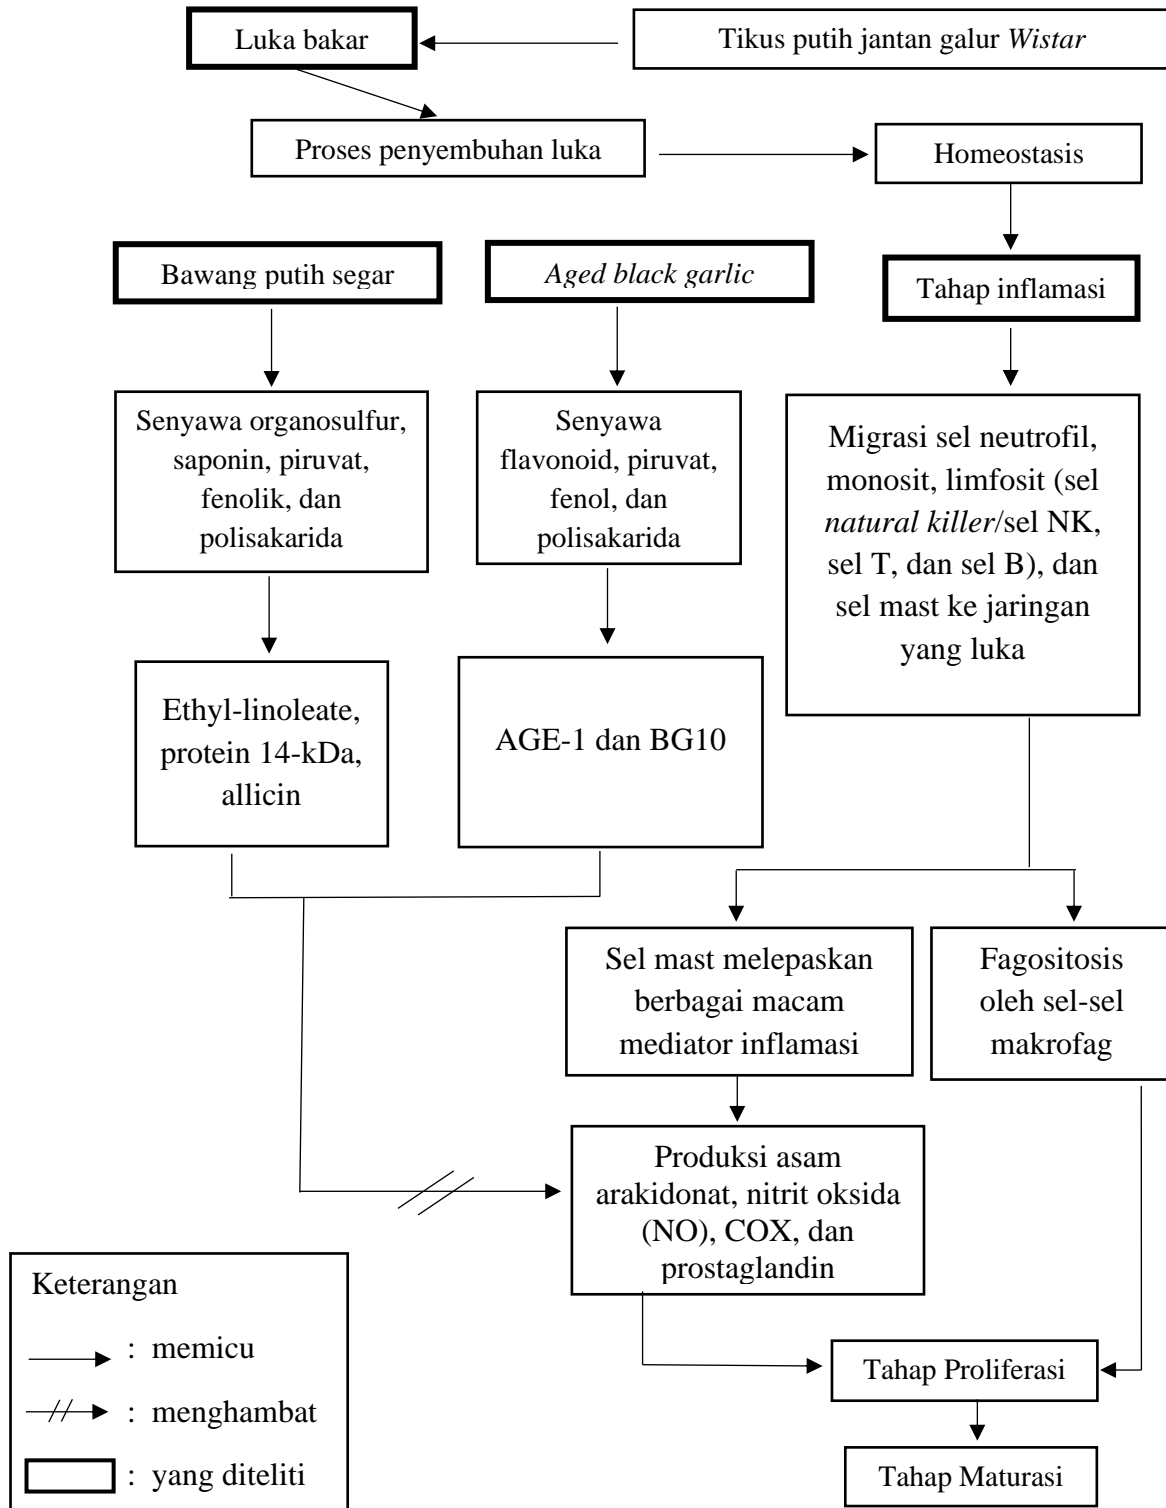 Luka bakar
Tikus putih jantan galur Wistar
Proses penyembuhan luka
Homeostasis
Bawang putih segar
Aged black garlic
Tahap inflamasi
Senyawa organosulfur,
saponin, piruvat,
fenolik, dan
polisakarida
Senyawa
flavonoid, piruvat,
fenol, dan
polisakarida
Migrasi sel neutrofil,
monosit, limfosit (sel
natural killer/sel NK,
sel T, dan sel B), dan
sel mast ke jaringan
yang luka
Ethyl-linoleate,
protein 14-kDa,
allicin
AGE-1 dan BG10
Sel mast melepaskan
berbagai macam
mediator inflamasi
Fagositosis
oleh sel-sel
makrofag
Produksi asam
arakidonat, nitrit oksida
(NO), COX, dan
prostaglandin
Tahap Proliferasi
Tahap Maturasi
Keterangan
: memicu
: menghambat
: yang diteliti